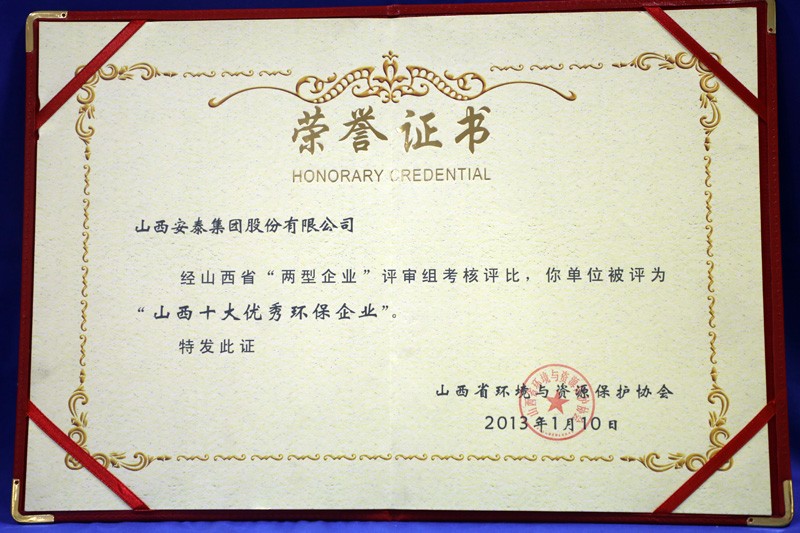 荣誉证书
HONORARY CREDENTIAL
山西安泰集团股份有限公司
经山西省“两型企业”评审组考核评比，你单位被评为
“山西十大优秀环保企业”。
特发此证
山西省环境与资源保护协会
2013年1月10日